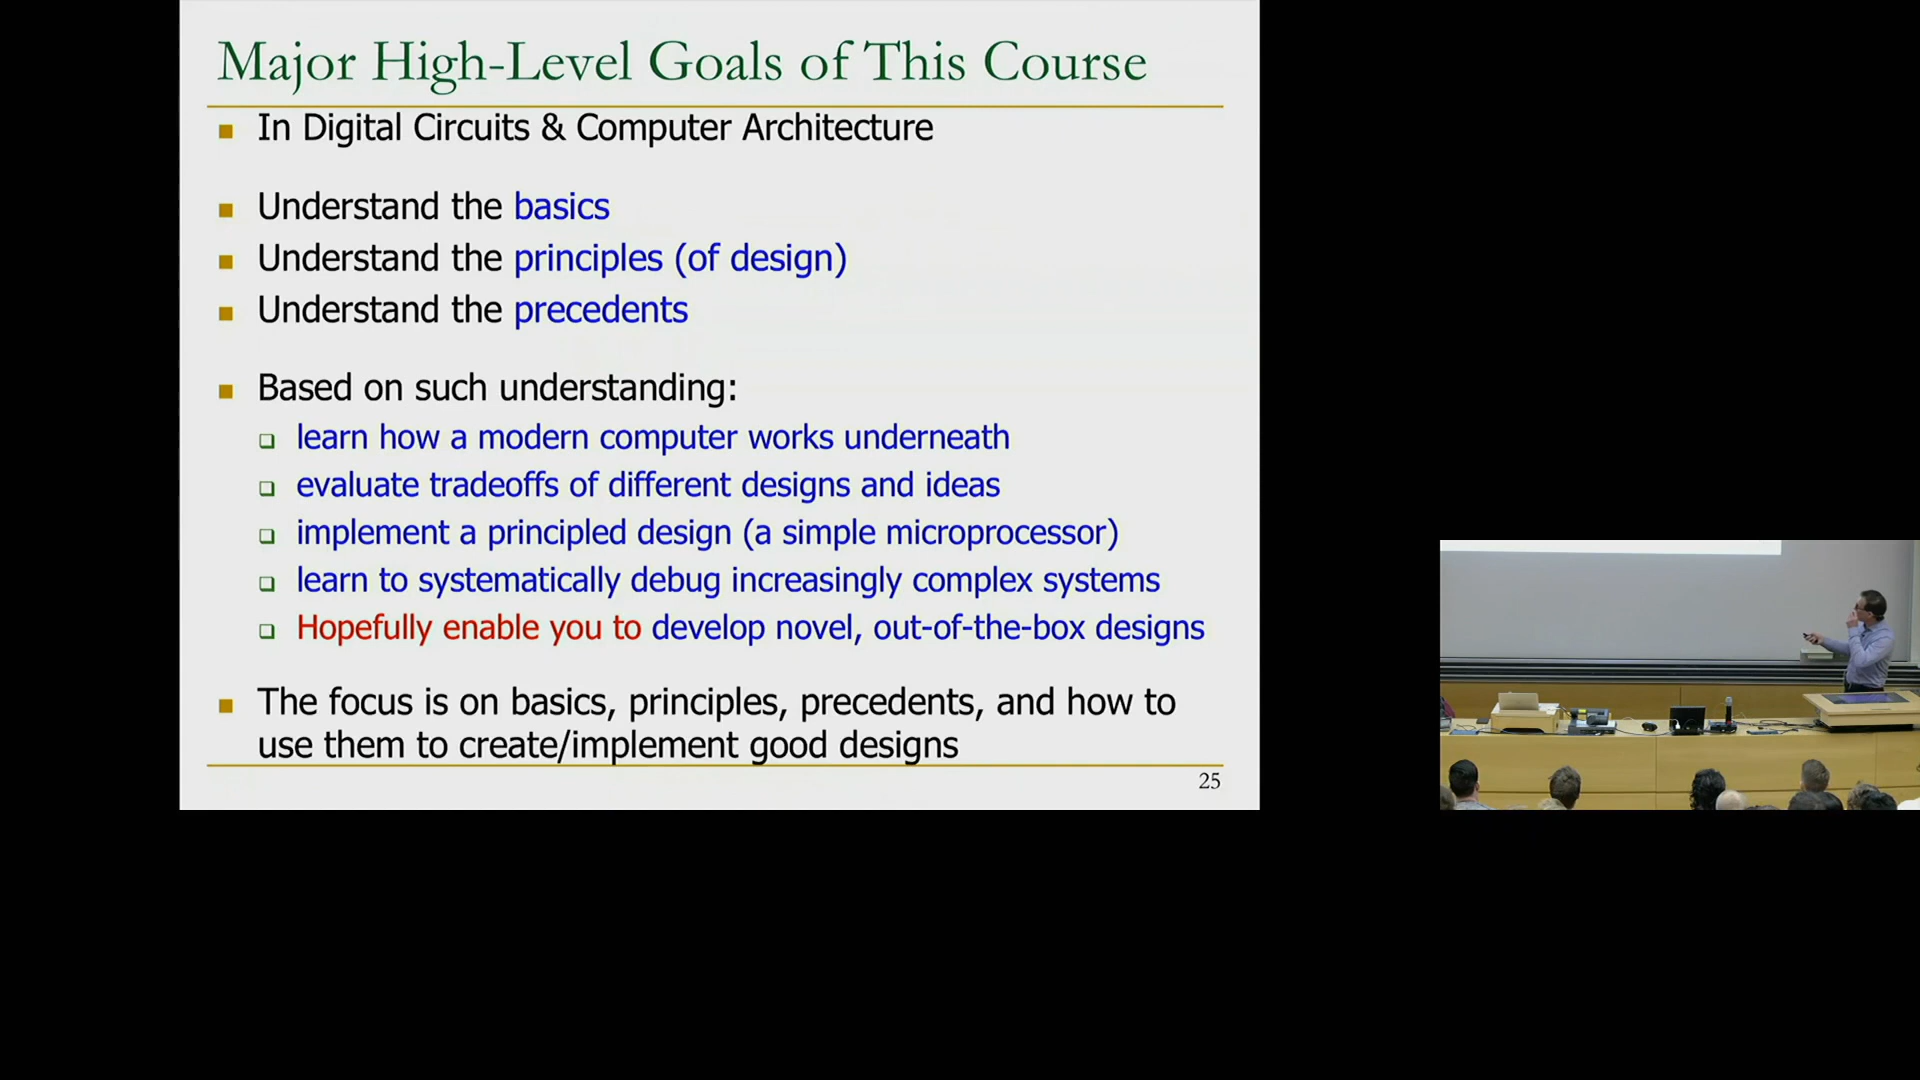 Major High-Level Goals of This Course
In Digital Circuits & Computer Architecture
Understand the basics
Understand the principles (of design)
Understand the precedents
Based on such understanding:
learn how a modern computer works underneath
evaluate tradeoffs of different designs and ideas
implement a principled design (a simple microprocessor)
learn to systematically debug increasingly complex systems
Hopefully enable you to develop novel, out-of-the-box designs
The focus is on basics, principles, precedents, and how to
use them to create/implement good designs
25